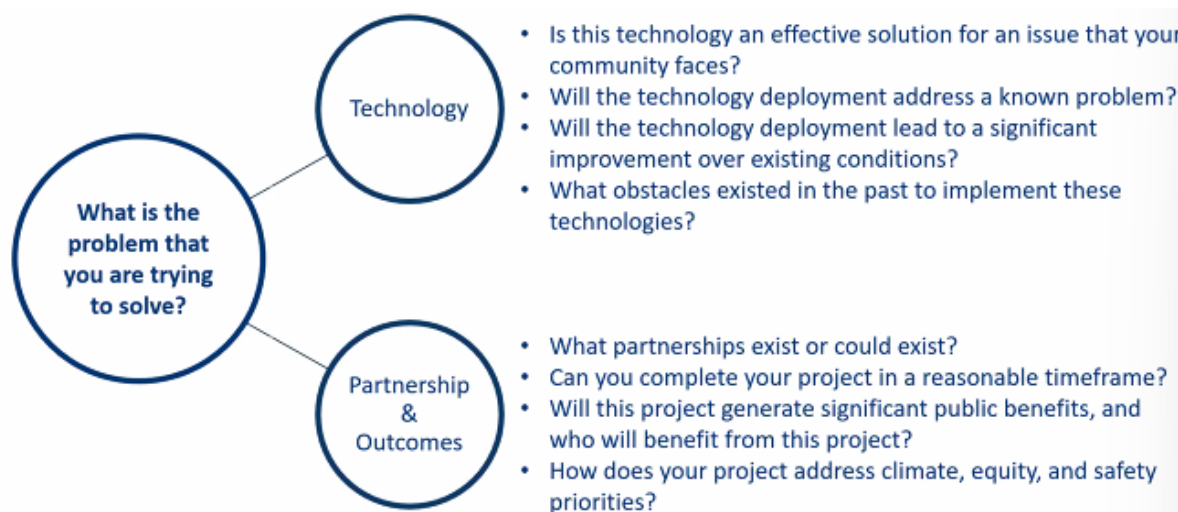 What is the
problem that
you are trying
to solve?
Technology
• Is this technology an effective solution for an issue that your
community faces?
• Will the technology deployment address a known problem?
• Will the technology deployment lead to a significant
improvement over existing conditions?
• What obstacles existed in the past to implement these
technologies?
Partnership
&
Outcomes
• What partnerships exist or could exist?
• Can you complete your project in a reasonable timeframe?
• Will this project generate significant public benefits, and
who will benefit from this project?
• How does your project address climate, equity, and safety
priorities?